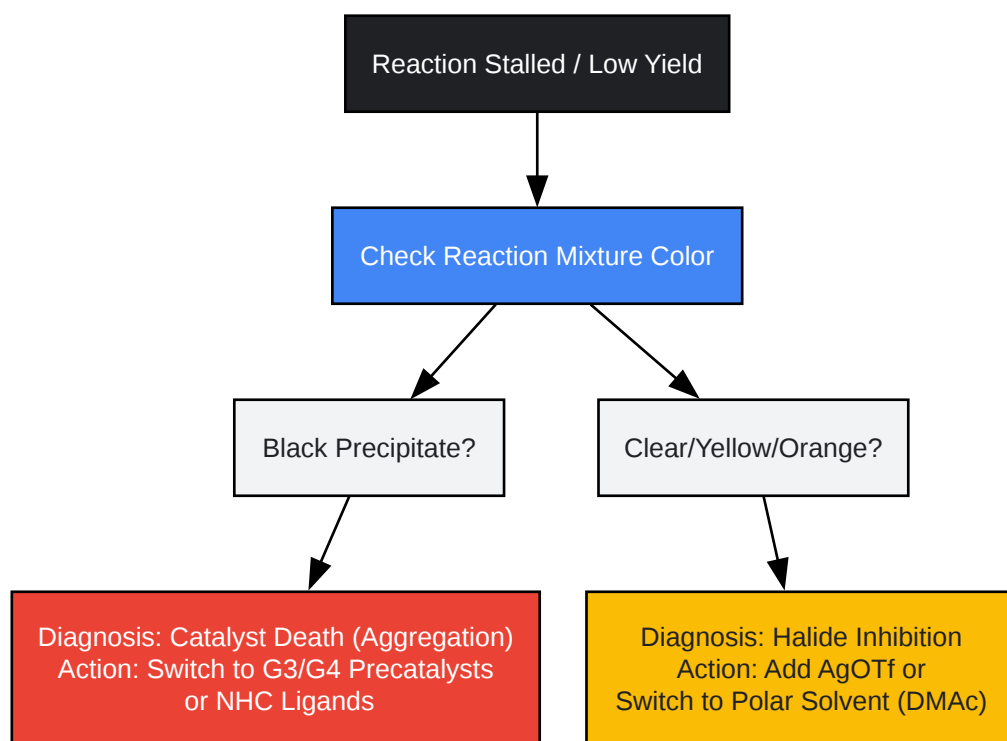 Reaction Stalled / Low Yield
Check Reaction Mixture Color
Black Precipitate?
Clear/Yellow/Orange?
Diagnosis: Catalyst Death (Aggregation)
Action: Switch to G3/G4 Precatalysts
or NHC Ligands
Diagnosis: Halide Inhibition
Action: Add AgOTf or
Switch to Polar Solvent (DMAc)